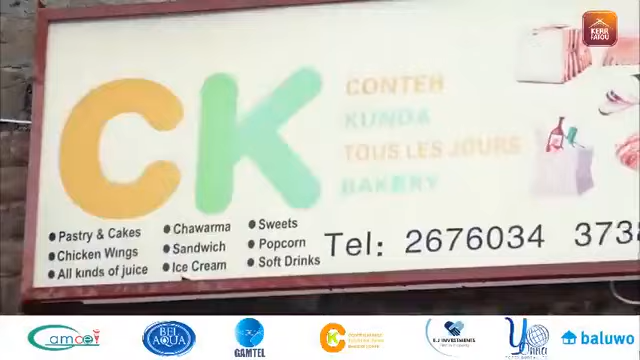 KERR
FATOU
CK
CONTEH
KUNDA
TOUS LES JOURS
BAKERY
● Pastry & Cakes
● Chicken Wings
● All kinds of juice
● Chawarma
● Sandwich
● Ice Cream
● Sweets
● Popcorn
● Soft Drinks
Tel: 2676034 373
BEL
AQUA
GAMTEL
E.J INVESTMENTS
baluwo